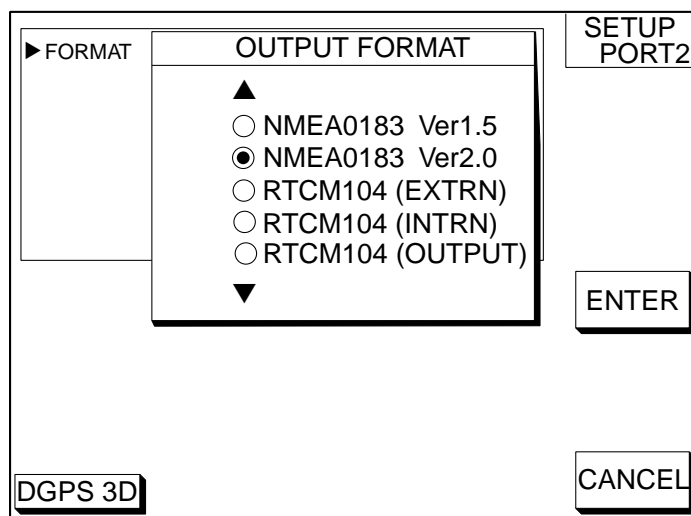 SETUP
PORT2
▶FORMAT
OUTPUT FORMAT
▲
○ NMEA0183 Ver1.5
◉ NMEA0183 Ver2.0
○ RTCM104 (EXTRN)
○ RTCM104 (INTRN)
○ RTCM104 (OUTPUT)
▼
ENTER
DGPS 3D
CANCEL